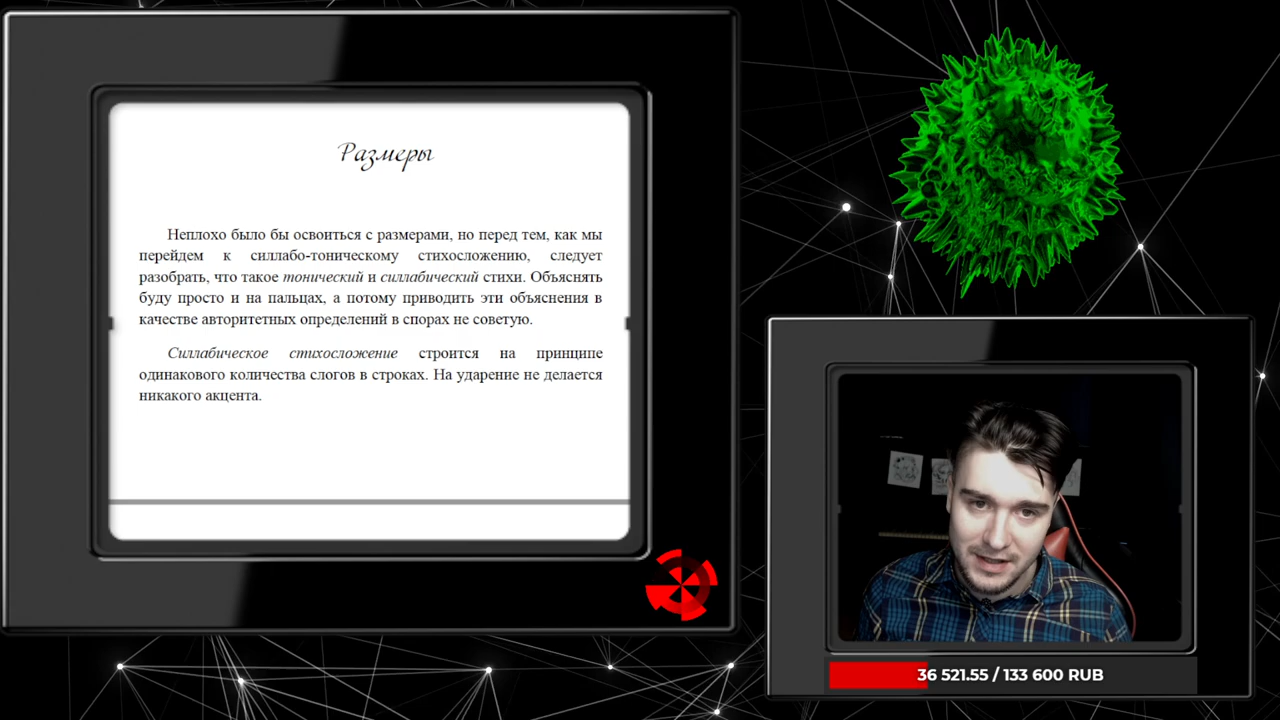 Размеры
Неплохо было бы освоиться с размерами, но перед тем, как мы
перейдем к силлабо-тоническому стихосложению, следует
разобрать, что такое тонический и силлабический стихи. Объяснять
буду просто и на пальцах, а потому приводить эти объяснения в
качестве авторитетных определений в спорах не советую.
Силлабическое стихосложение строится на принципе
одинакового количества слогов в строках. На ударение не делается
никакого акцента.
36 521.55 / 133 600 RUB